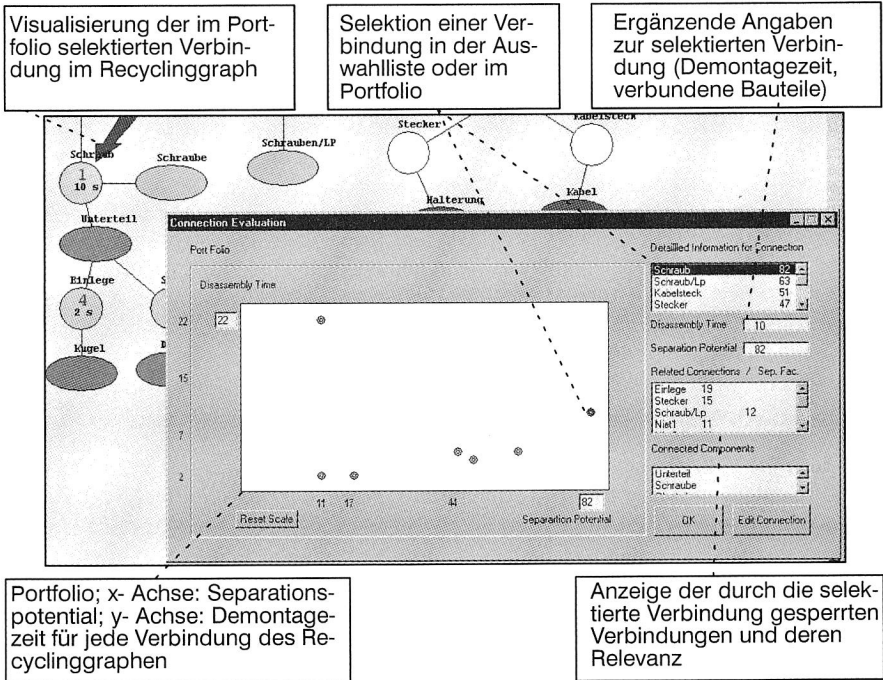 Visualisierung der im Port-
folio selektierten Verbin-
dung im Recyclinggraph
Selektion einer Ver-
bindung in der Aus-
wahlliste oder im
Portfolio
Ergänzende Angaben
zur selektierten Verbin-
dung (Demontagezeit,
verbundene Bauteile)
Schraub
1
10 s
Schraube
Schrauben/LP
Stecker
Kabelsteck
Halterung
Kabel
Unterteil
Einlege
4
2 s
kugel
Connection Evaluation
Port Folio
Disassembly Time
22
22
15
7
2
11
17
44
82
Reset Scale
Separartion Potential
Detaillied Information for Connection
Schraub 82
Schraub/Lp 63
Kabelsteck 51
Stecker 47
Disassembly Time 10
Separation Potential 82
Related Connections / Sep. Fac.
Einlege 19
Stecker 15
Schraub/Lp 12
Niet1 11
Connected Components
Unterteil
Schraube
OK
Edit Connection
Portfolio; x- Achse: Separations-
potential; y- Achse: Demontage-
zeit für jede Verbindung des Re-
cyclinggraphen
Anzeige der durch die selek-
tierte Verbindung gesperrten
Verbindungen und deren
Relevanz